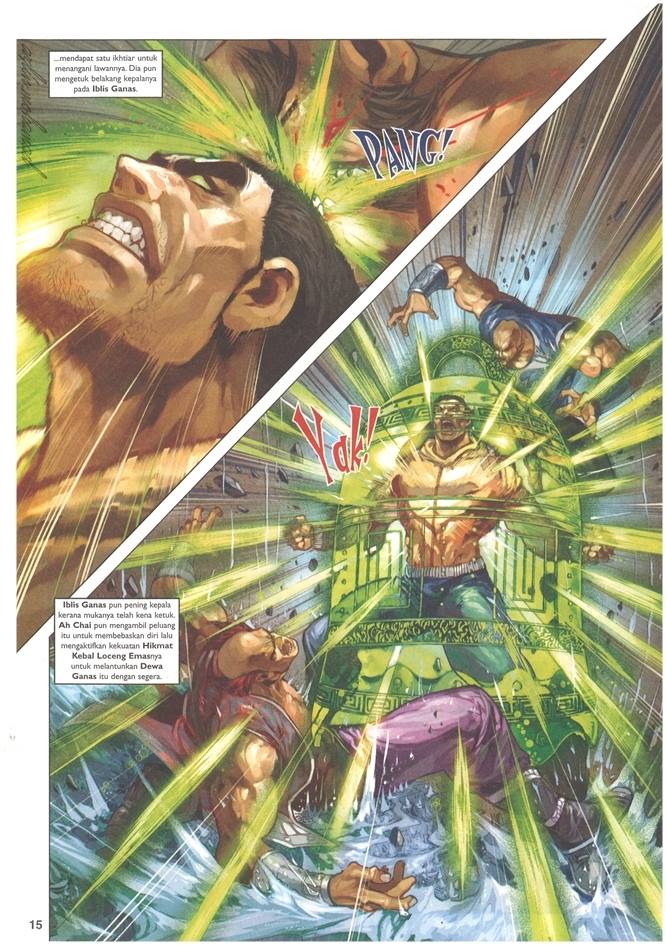 ...mendapat satu ikhtiar untuk
menangani lawannya. Dia pun
mengetuk belakang kepalanya
pada Iblis Ganas.
PANG!
Yak!
Iblis Ganas pun pening kepala
kerana mukanya telah kena ketuk.
Ah Chai pun mengambil peluang
itu untuk membebaskan diri lalu
mengaktifkan kekuatan Hikmat
Kebal Loceng Emasnya
untuk melantunkan Dewa
Ganas itu dengan segera.
15